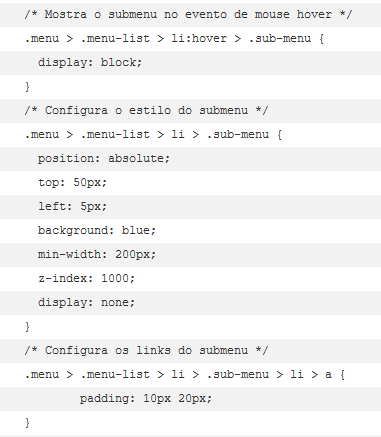 /* Mostra o submenu no evento de mouse hover */
.menu > .menu-list > li:hover > .sub-menu {
  display: block;
}
/* Configura o estilo do submenu */
.menu > .menu-list > li > .sub-menu {
  position: absolute;
  top: 50px;
  left: 5px;
  background: blue;
  min-width: 200px;
  z-index: 1000;
  display: none;
}
/* Configura os links do submenu */
.menu > .menu-list > li > .sub-menu > li > a {
        padding: 10px 20px;
}